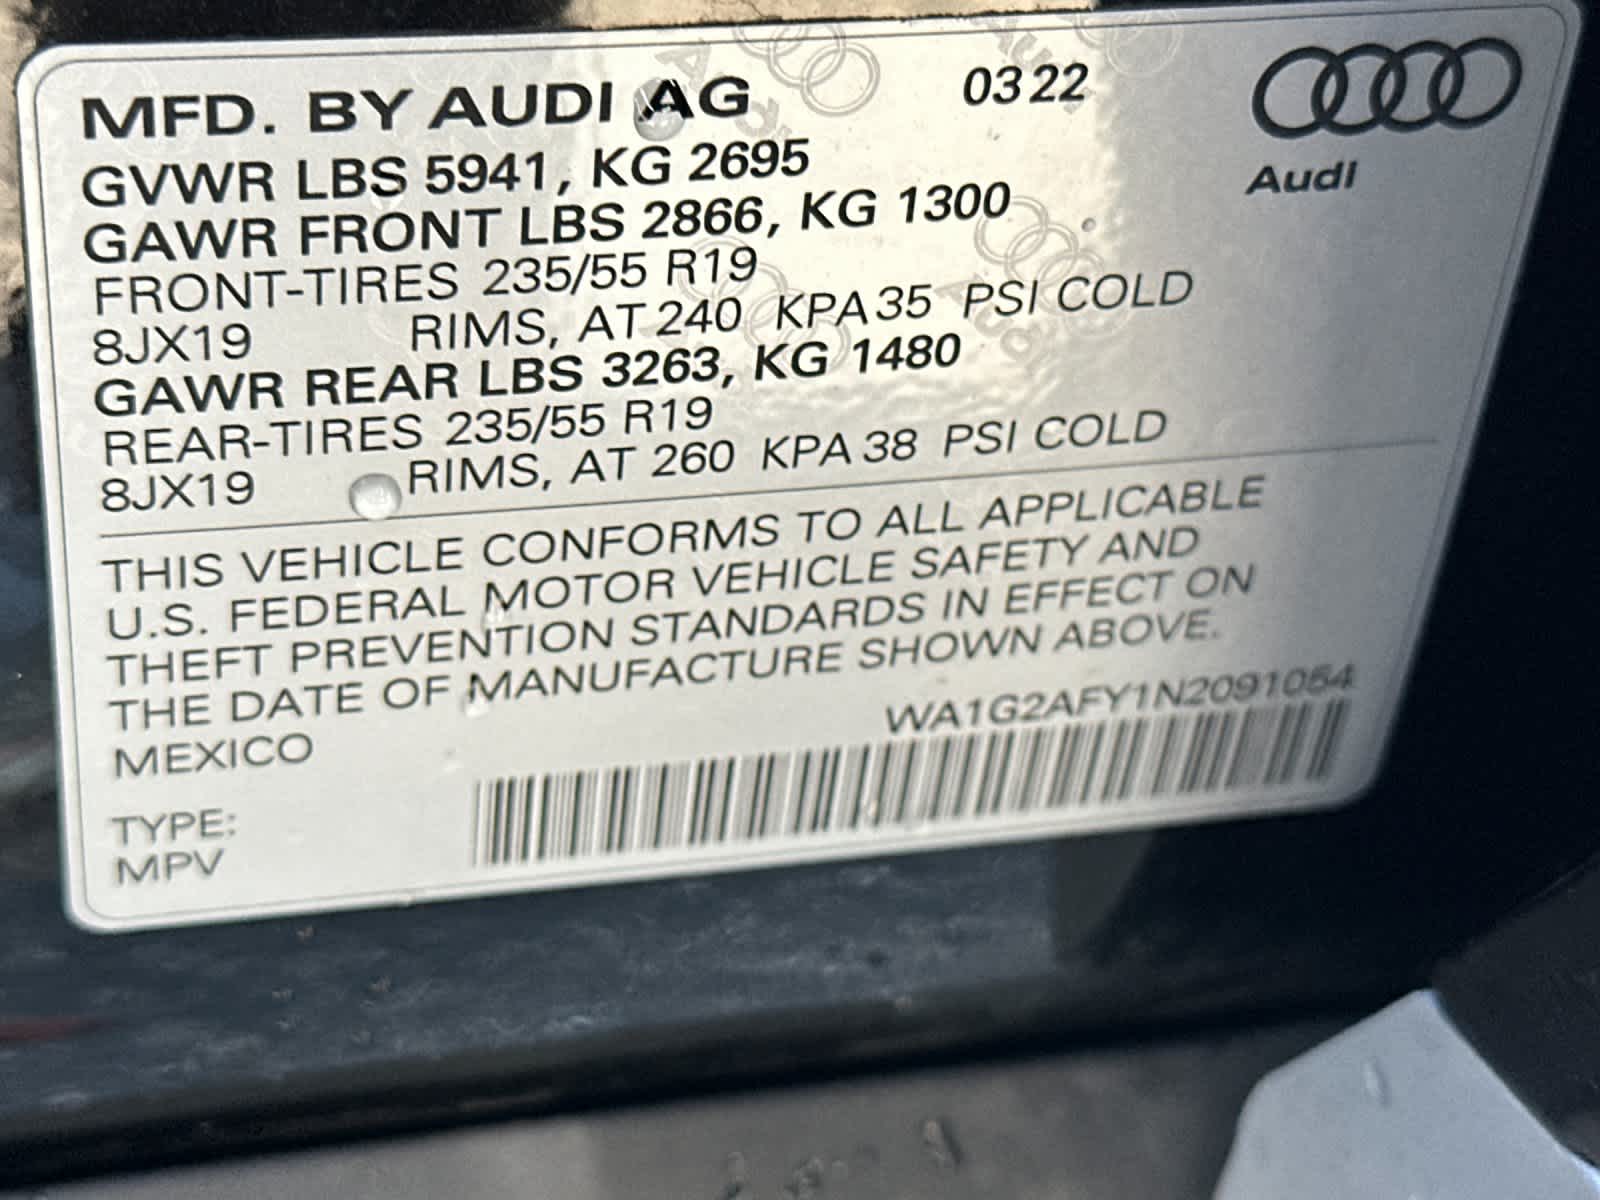 MFD. BY AUDI AG 03 22
Audi
GVWR LBS 5941, KG 2695
GAWR FRONT LBS 2866, KG 1300
FRONT-TIRES 235/55 R19
8JX19 RIMS, AT 240 KPA 35 PSI COLD
GAWR REAR LBS 3263, KG 1480
REAR-TIRES 235/55 R19
8JX19 RIMS, AT 260 KPA 38 PSI COLD
THIS VEHICLE CONFORMS TO ALL APPLICABLE
U.S. FEDERAL MOTOR VEHICLE SAFETY AND
THEFT PREVENTION STANDARDS IN EFFECT ON
THE DATE OF MANUFACTURE SHOWN ABOVE.
MEXICO WA1G2AFY1N2091054
TYPE:
MPV